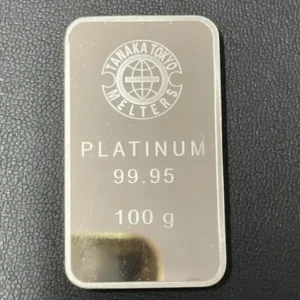 TANAKA TOKYO
MELTERS
PLATINUM
99.95
100 g